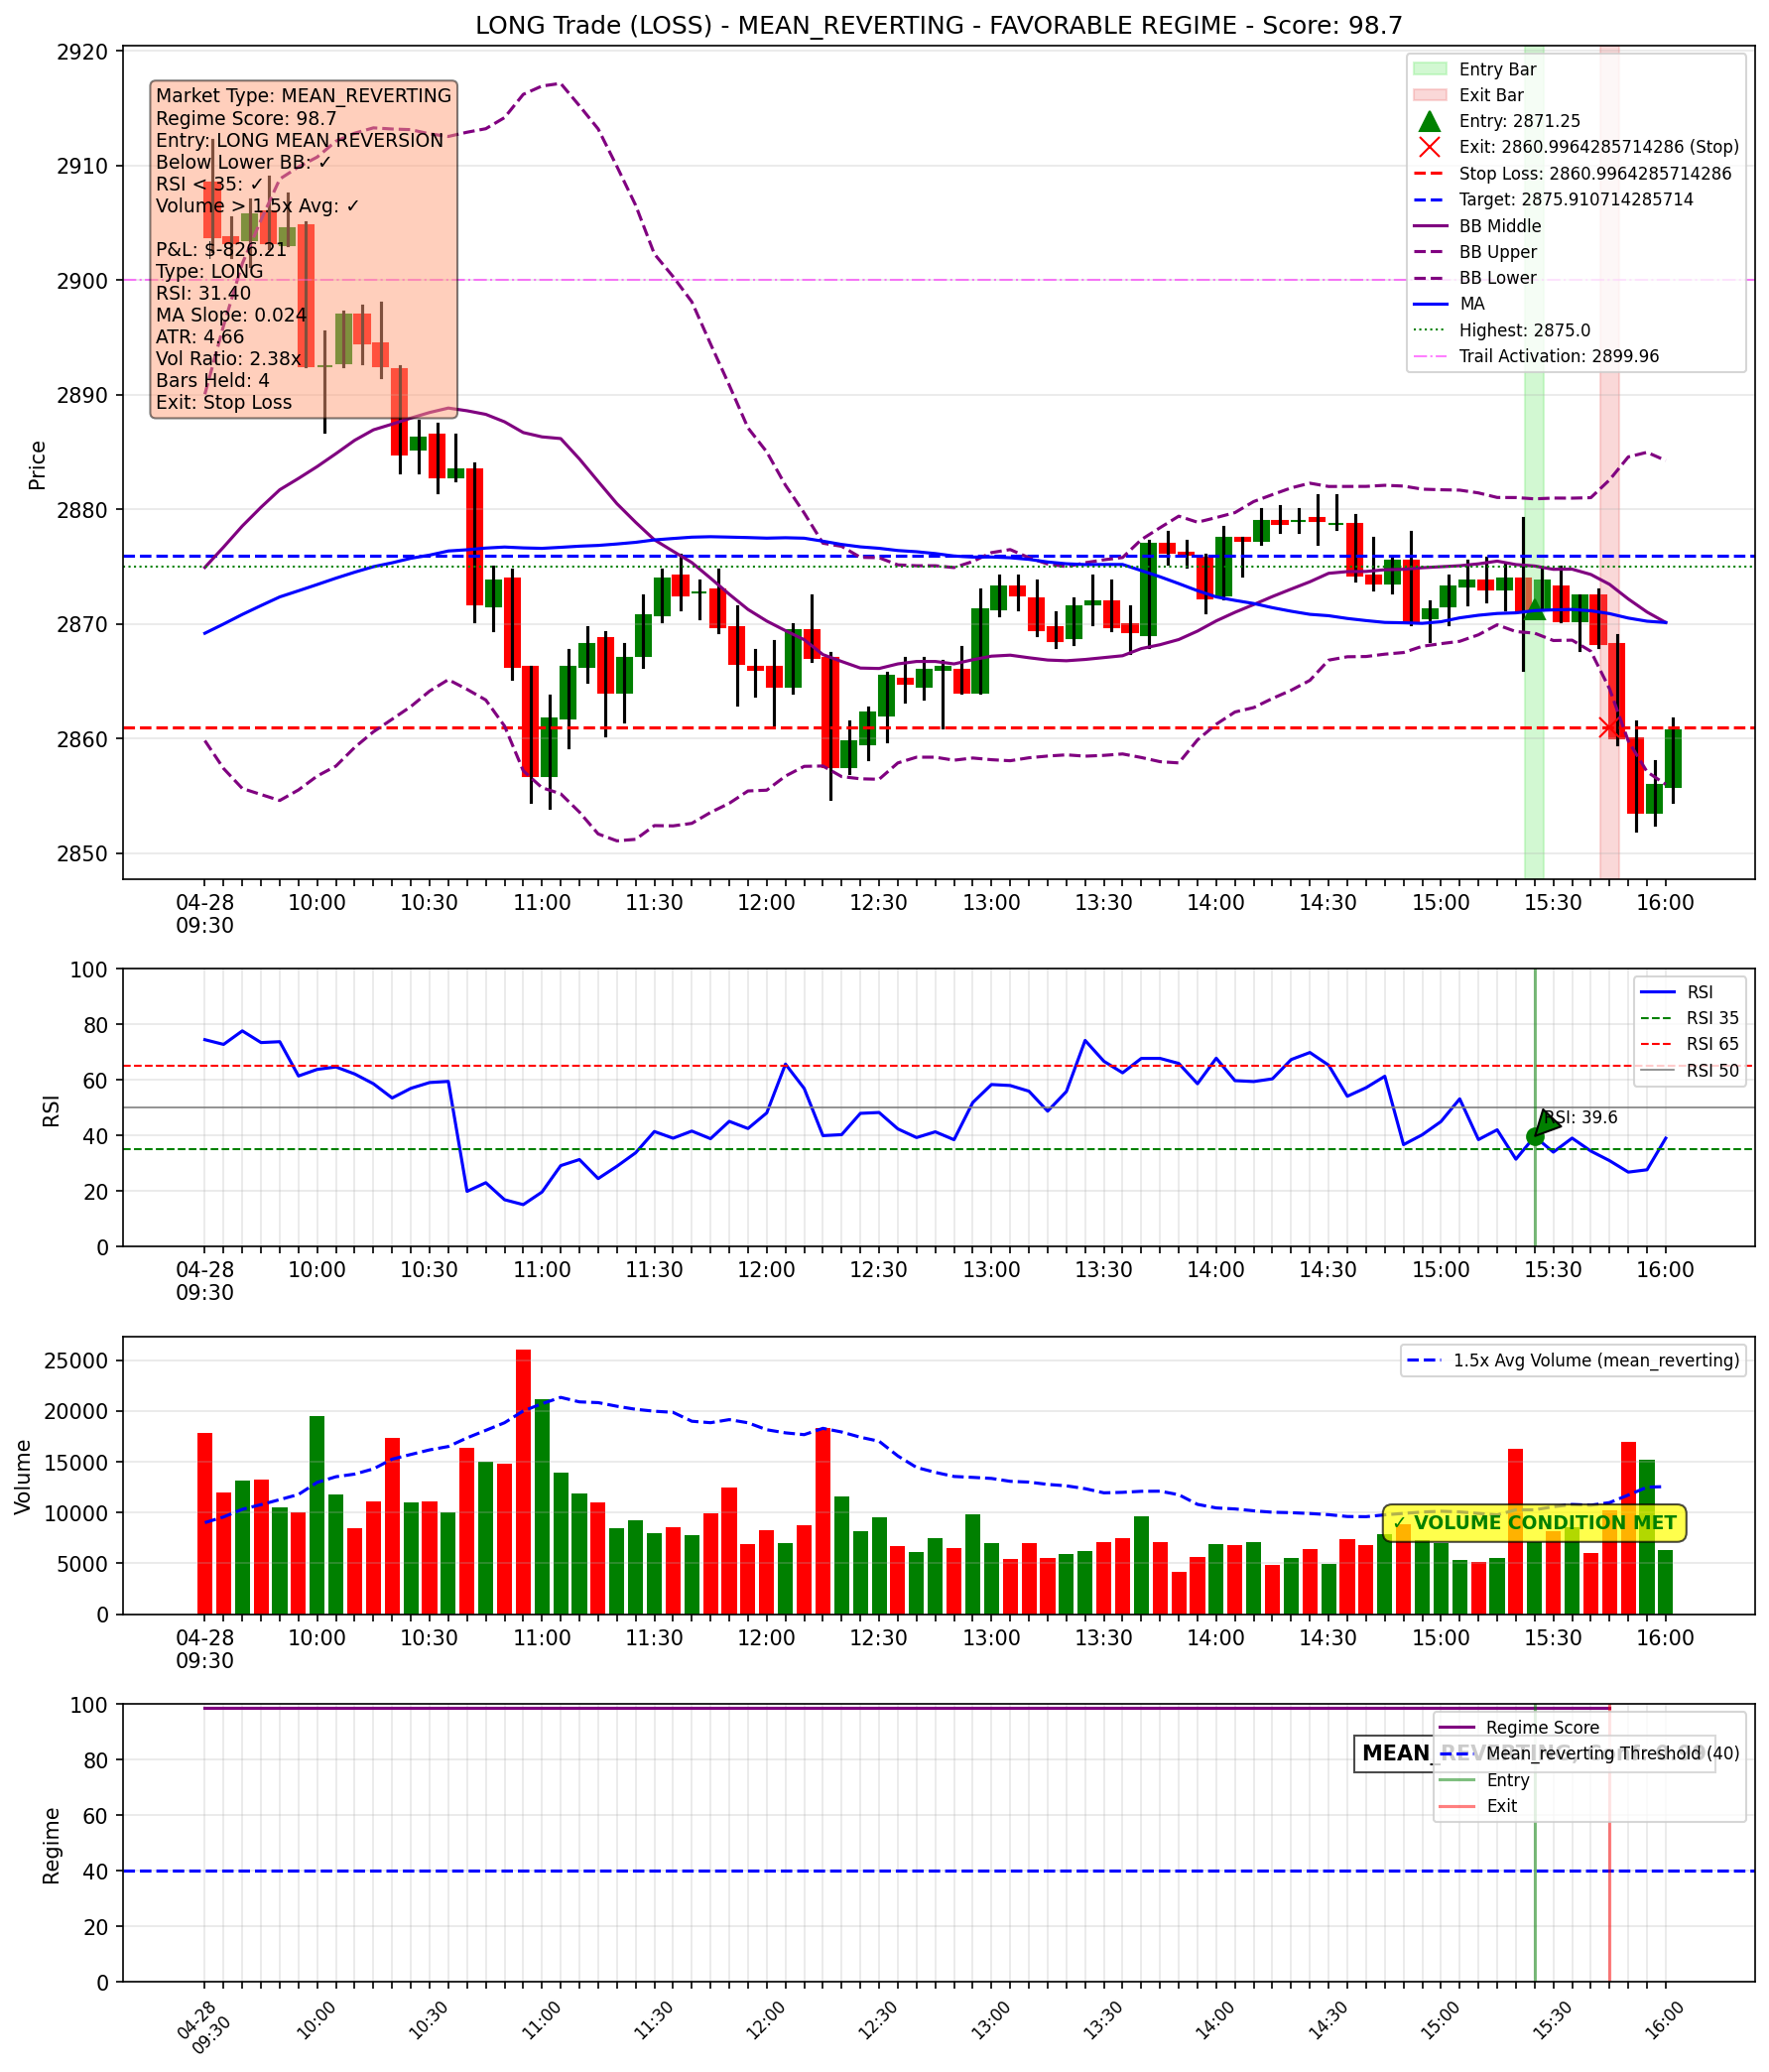 LONG Trade (LOSS) - MEAN_REVERTING - FAVORABLE REGIME - Score: 98.7
Price
2920
2910
2900
2890
2880
2870
2860
2850
Market Type: MEAN_REVERTING
Regime Score: 98.7
Entry: LONG MEAN REVERSION
Below Lower BB: ✓
RSI < 35: ✓
Volume > 1.5x Avg: ✓
P&L: $-826.21
Type: LONG
RSI: 31.40
MA Slope: 0.024
ATR: 4.66
Vol Ratio: 2.38x
Bars Held: 4
Exit: Stop Loss
Entry Bar
Exit Bar
Entry: 2871.25
Exit: 2860.9964285714286 (Stop)
Stop Loss: 2860.9964285714286
Target: 2875.910714285714
BB Middle
BB Upper
BB Lower
MA
Highest: 2875.0
Trail Activation: 2899.96
04-28 10:00 10:30 11:00 11:30 12:00 12:30 13:00 13:30 14:00 14:30 15:00 15:30 16:00
09:30
RSI
100
80
60
40
20
0
RSI
RSI 35
RSI 65
RSI 50
RSI: 39.6
04-28 10:00 10:30 11:00 11:30 12:00 12:30 13:00 13:30 14:00 14:30 15:00 15:30 16:00
09:30
Volume
25000
20000
15000
10000
5000
0
1.5x Avg Volume (mean_reverting)
✓ VOLUME CONDITION MET
04-28 10:00 10:30 11:00 11:30 12:00 12:30 13:00 13:30 14:00 14:30 15:00 15:30 16:00
09:30
Regime
100
80
60
40
20
0
Regime Score
MEAN_REVERTING
Mean_reverting Threshold (40)
Entry
Exit
04-28 10:00 10:30 11:00 11:30 12:00 12:30 13:00 13:30 14:00 14:30 15:00 15:30 16:00
09:30